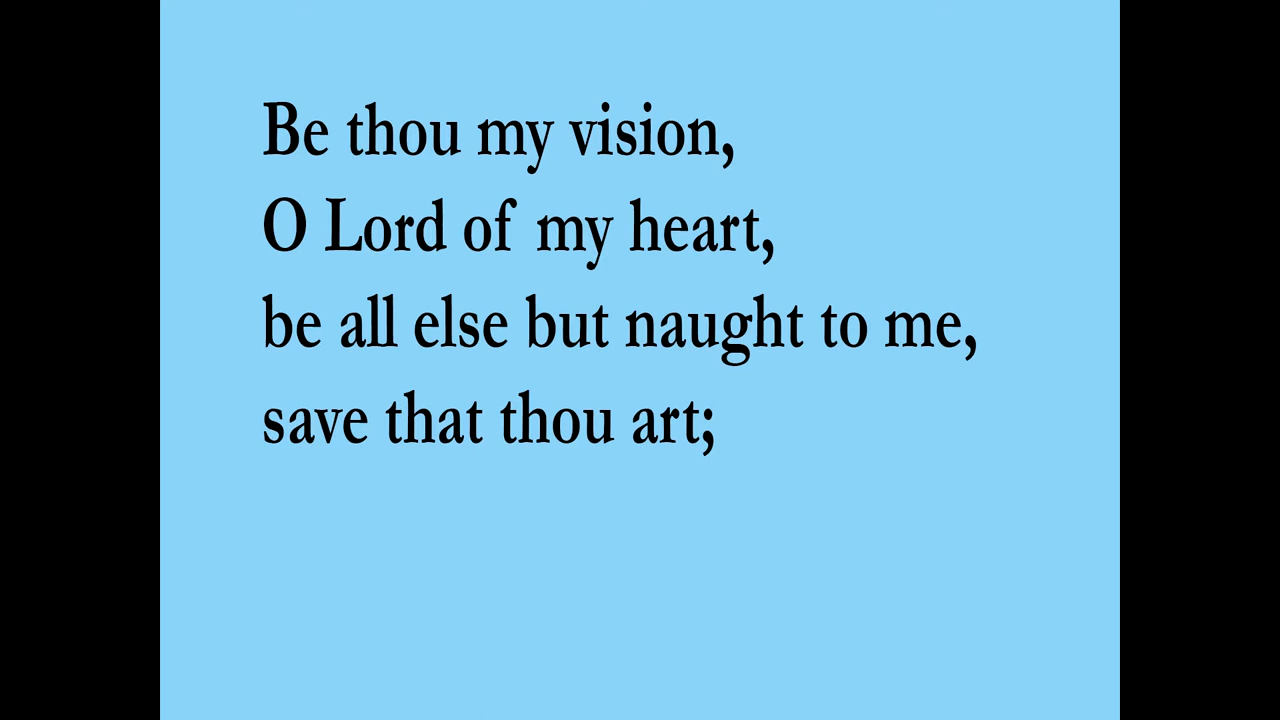 Be thou my vision,
O Lord of my heart,
be all else but naught to me,
save that thou art;